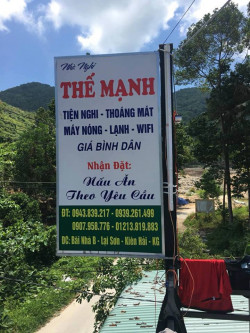 Nhà Nghỉ
THẾ MẠNH
TIỆN NGHI - THOÁNG MÁT
MÁY NÓNG - LẠNH - WIFI
GIÁ BÌNH DÂN
Nhận Đặt:
Nấu Ăn
Theo Yêu Cầu
ĐT: 0943.839.217 - 0939.261.499
0907.958.776 - 01213.819.883
ĐC: Bãi Nhà B - Lại Sơn - Kiên Hải - KG